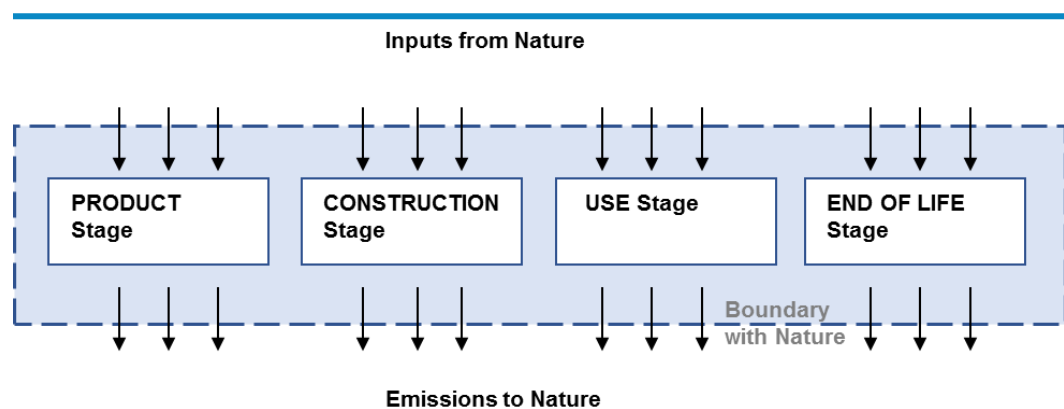 Inputs from Nature
PRODUCT
Stage
CONSTRUCTION
Stage
USE Stage
END OF LIFE
Stage
Boundary
with Nature
Emissions to Nature